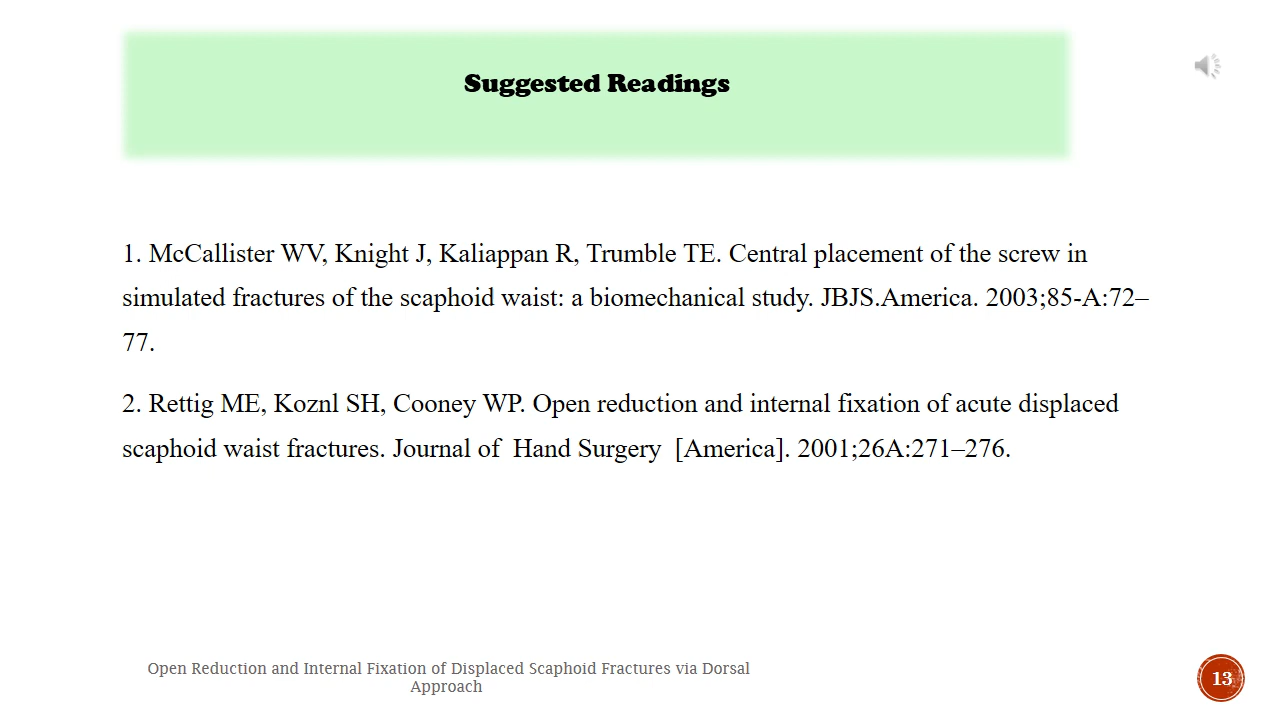 Suggested Readings
1. McCallister WV, Knight J, Kaliappan R, Trumble TE. Central placement of the screw in
simulated fractures of the scaphoid waist: a biomechanical study. JBJS.America. 2003;85-A:72–
77.
2. Rettig ME, Koznl SH, Cooney WP. Open reduction and internal fixation of acute displaced
scaphoid waist fractures. Journal of  Hand Surgery  [America]. 2001;26A:271–276.
Open Reduction and Internal Fixation of Displaced Scaphoid Fractures via Dorsal
Approach
13